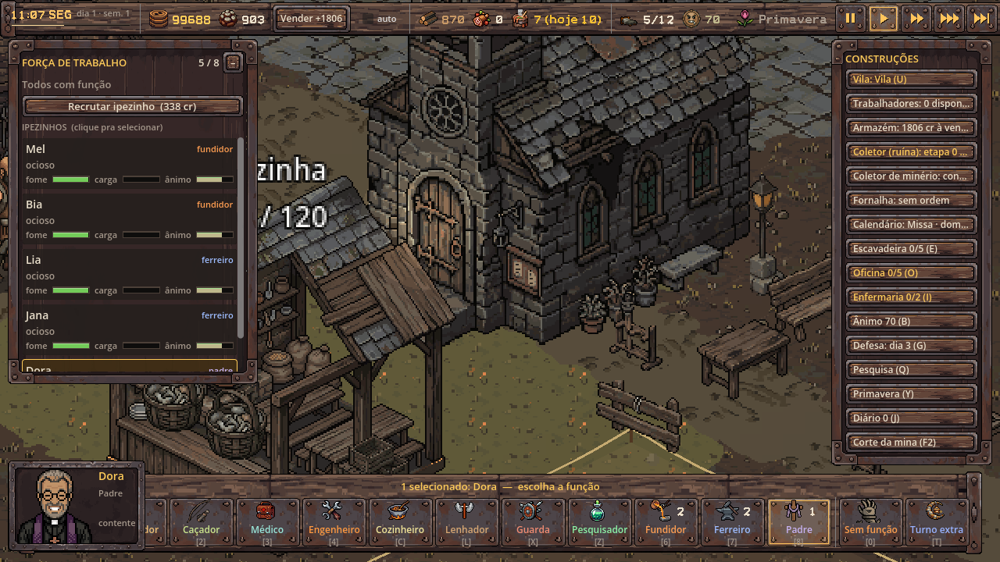 11:07 SEG dia 1 · sem. 1
99688
903
Vender +1806
auto
870
0
7 (hoje 10)
5/12
70
Primavera
FORÇA DE TRABALHO 5 / 8
Todos com função
Recrutar ipezinho (338 cr)
IPEZINHOS (clique pra selecionar)
Mel fundidor
ocioso
fome carga ânimo
Bia fundidor
ocioso
fome carga ânimo
Lia ferreiro
ocioso
fome carga ânimo
Jana ferreiro
ocioso
fome carga ânimo
Dora padre
zinha
/ 120
CONSTRUÇÕES
Vila: Vila (U)
Trabalhadores: 0 dispon...
Armazém: 1806 cr à ven...
Coletor (ruína): etapa 0 ...
Coletor de minério: con...
Fornalha: sem ordem
Calendário: Missa · dom...
Escavadeira 0/5 (E)
Oficina 0/5 (O)
Enfermaria 0/2 (I)
Ânimo 70 (B)
Defesa: dia 3 (G)
Pesquisa (Q)
Primavera (Y)
Diário 0 (J)
Corte da mina (F2)
Dora
Padre
contente
1 selecionado: Dora — escolha a função
dor
Caçador
[2]
Médico
[3]
Engenheiro
[4]
Cozinheiro
[C]
Lenhador
[L]
Guarda
[X]
Pesquisador
[Z]
2
Fundidor
[6]
2
Ferreiro
[7]
1
Padre
[8]
Sem função
[0]
Turno extra
[T]